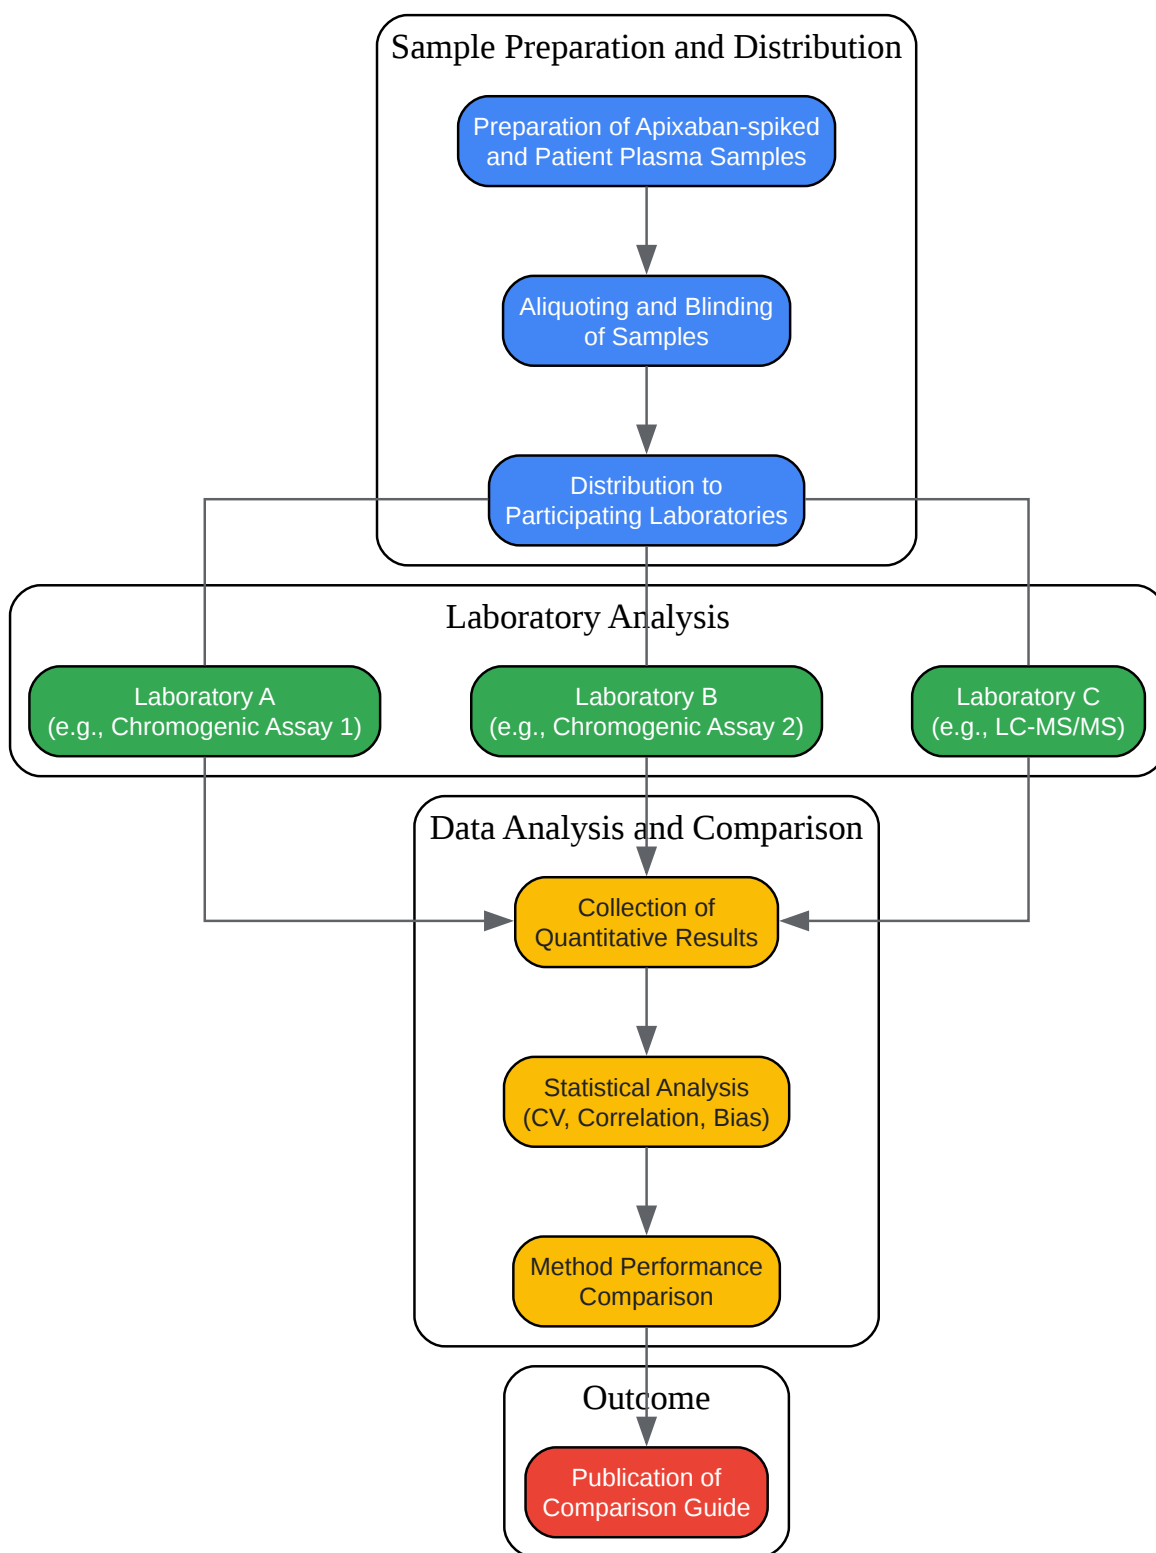 Sample Preparation and Distribution
Preparation of Apixaban-spiked
and Patient Plasma Samples
Aliquoting and Blinding
of Samples
Distribution to
Participating Laboratories
Laboratory Analysis
Laboratory A
(e.g., Chromogenic Assay 1)
Laboratory B
(e.g., Chromogenic Assay 2)
Laboratory C
(e.g., LC-MS/MS)
Data Analysis and Comparison
Collection of
Quantitative Results
Statistical Analysis
(CV, Correlation, Bias)
Method Performance
Comparison
Outcome
Publication of
Comparison Guide